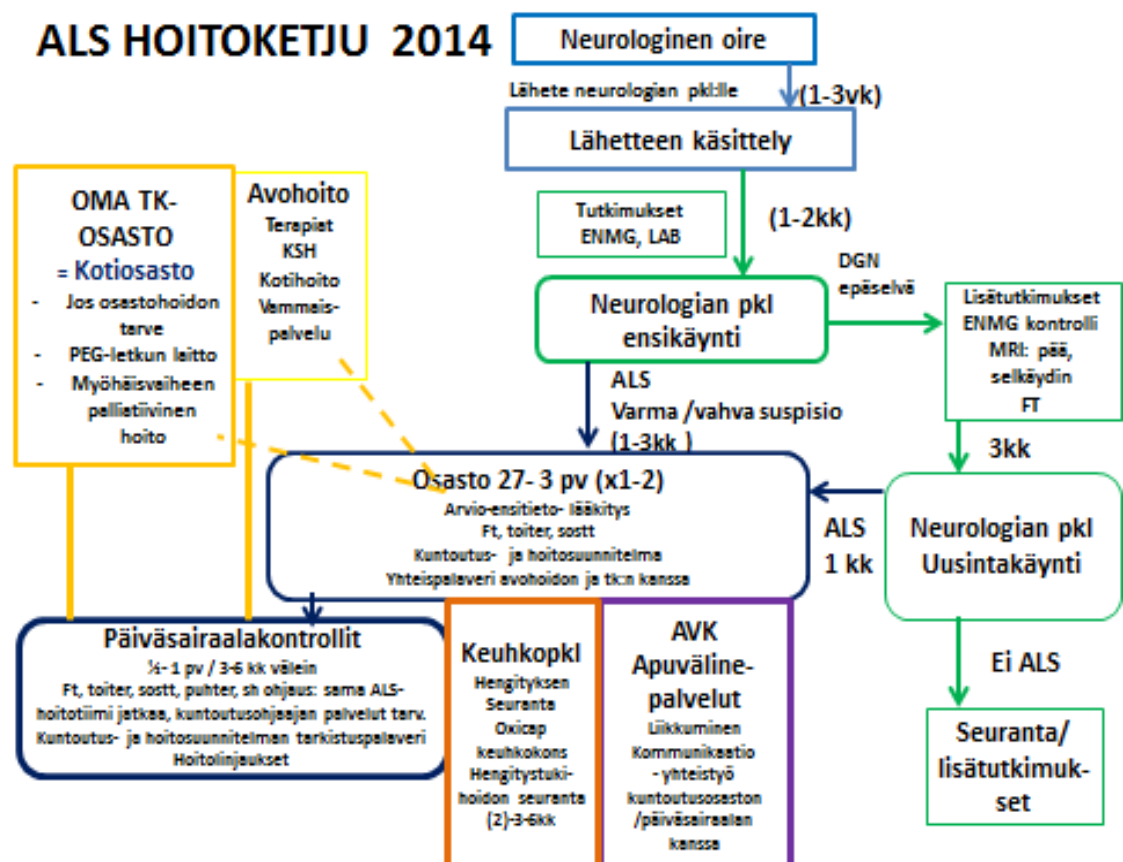 ALS HOITOKETJU 2014
Neurologinen oire
Lähete neurologian pkl:lle
(1-3vk)
Lähetteen käsittely
Tutkimukset
ENMG, LAB
(1-2kk)
Neurologian pkl
ensikäynti
DGN
epäselvä
Lisätutkimukset
ENMG kontrolli
MRI: pää,
selkäydin
FT
3kk
OMA TK-
OSASTO
= Kotiosasto
- Jos osastohoidon
tarve
- PEG-letkun laitto
- Myöhäisvaiheen
palliatiivinen
hoito
Avohoito
Terapiat
KSH
Kotihoito
Vammais-
palvelu
ALS
Varma /vahva suspisio
(1-3kk )
Osasto 27- 3 pv (x1-2)
Arvio-ensitieto- lääkitys
Ft, toiter, sostt
Kuntoutus- ja hoitosuunnitelma
Yhteispalaveri avohoidon ja tk:n kanssa
ALS
1 kk
Neurologian pkl
Uusintakäynti
Ei ALS
Seuranta/
lisätutkimuk-
set
Päiväsairaalakontrollit
½- 1 pv / 3-6 kk välein
Ft, toiter, sostt, puhter, sh ohjaus: sama ALS-
hoitotiimi jatkaa, kuntoutusohjaajan palvelut tarv.
Kuntoutus- ja hoitosuunnitelman tarkistuspalaveri
Hoitolinjaukset
Keuhkopkl
Hengityksen
Seuranta
Oxicap
keuhkokons
Hengitystuki-
hoidon seuranta
(2)-3-6kk
AVK
Apuväline-
palvelut
Liikkuminen
Kommunikaatio
- yhteistyö
kuntoutusosaston
/päiväsairaalan
kanssa